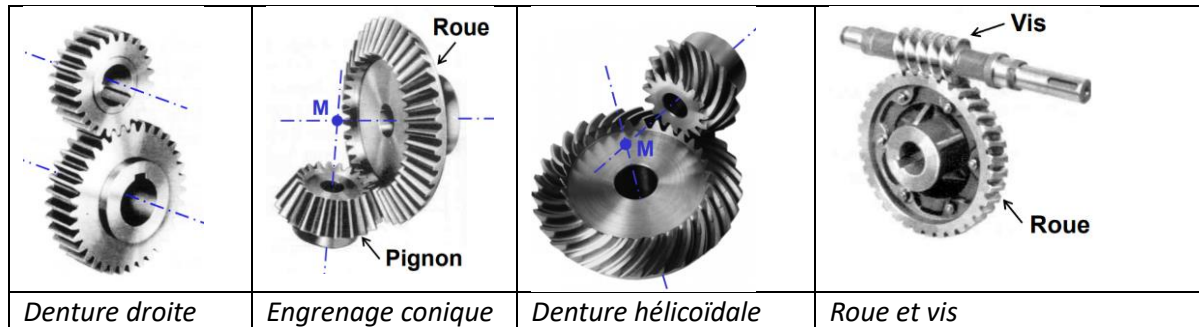 Roue
M
Pignon
M
Vis
Roue
Denture droite
Engrenage conique
Denture hélicoïdale
Roue et vis